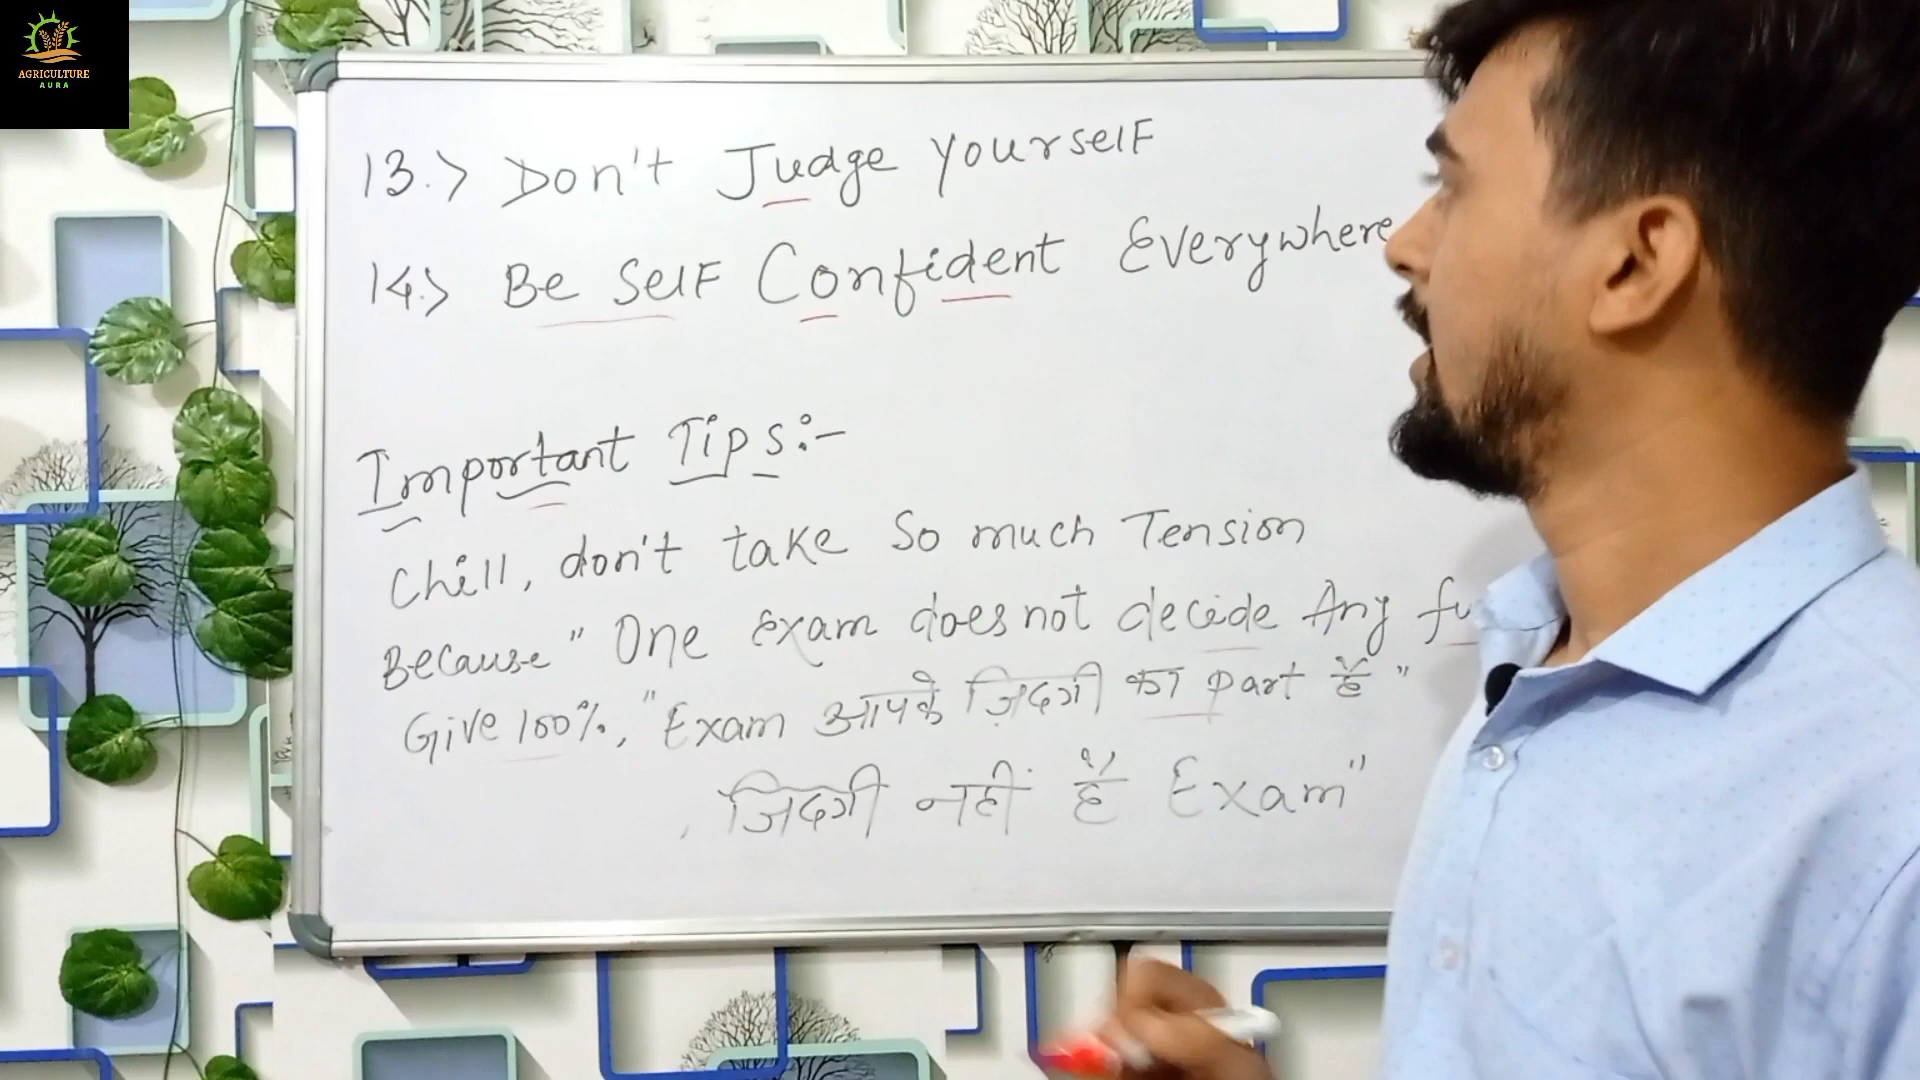 AGRICULTURE
AURA
13.> Don't Judge yourself
14.> Be Self Confident Everywhere
Important Tips:-
Chill, don't take So much Tension
Because " One Exam does not decide Any
Give 100%, "Exam आपके ज़िदगी का part है"
, जिदगी नहीं है Exam"